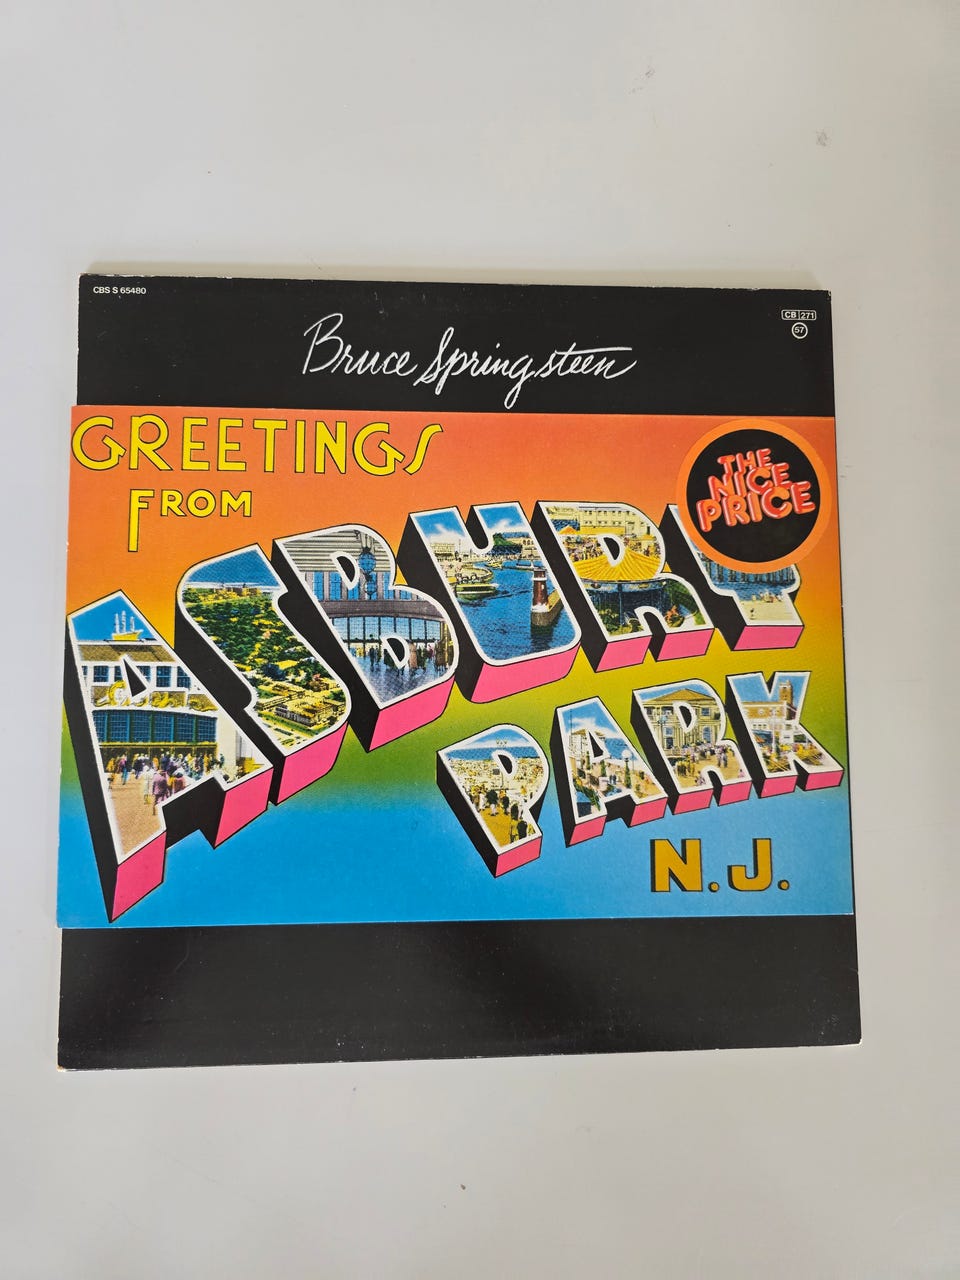 CBS S 65480
CB 271
57
Bruce Springsteen
GREETINGS
FROM
THE
NICE
PRICE
ASBURY
PARK
N.J.